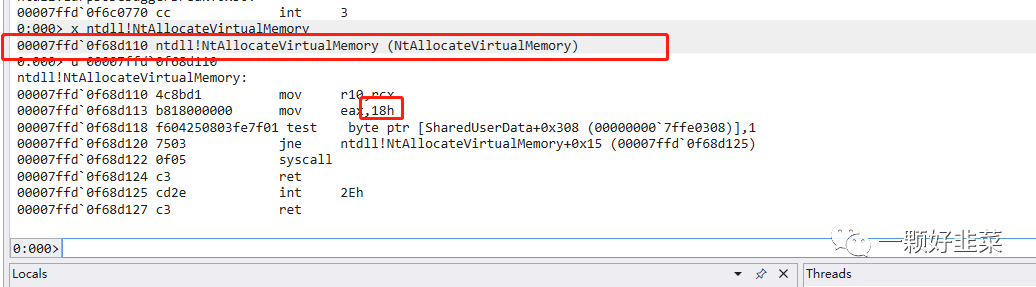 00007ffd`0f6c0770 cc int 3
0:000> x ntdll!NtAllocateVirtualMemory
00007ffd`0f68d110 ntdll!NtAllocateVirtualMemory (NtAllocateVirtualMemory)
0:000> u 00007ffd`0f68d110
ntdll!NtAllocateVirtualMemory:
00007ffd`0f68d110 4c8bd1 mov r10,rcx
00007ffd`0f68d113 b818000000 mov eax,18h
00007ffd`0f68d118 f604250803fe7f01 test byte ptr [SharedUserData+0x308 (00000000`7ffe0308)],1
00007ffd`0f68d120 7503 jne ntdll!NtAllocateVirtualMemory+0x15 (00007ffd`0f68d125)
00007ffd`0f68d122 0f05 syscall
00007ffd`0f68d124 c3 ret
00007ffd`0f68d125 cd2e int 2Eh
00007ffd`0f68d127 c3 ret
0:000>
一颗好韭菜
Locals
Threads